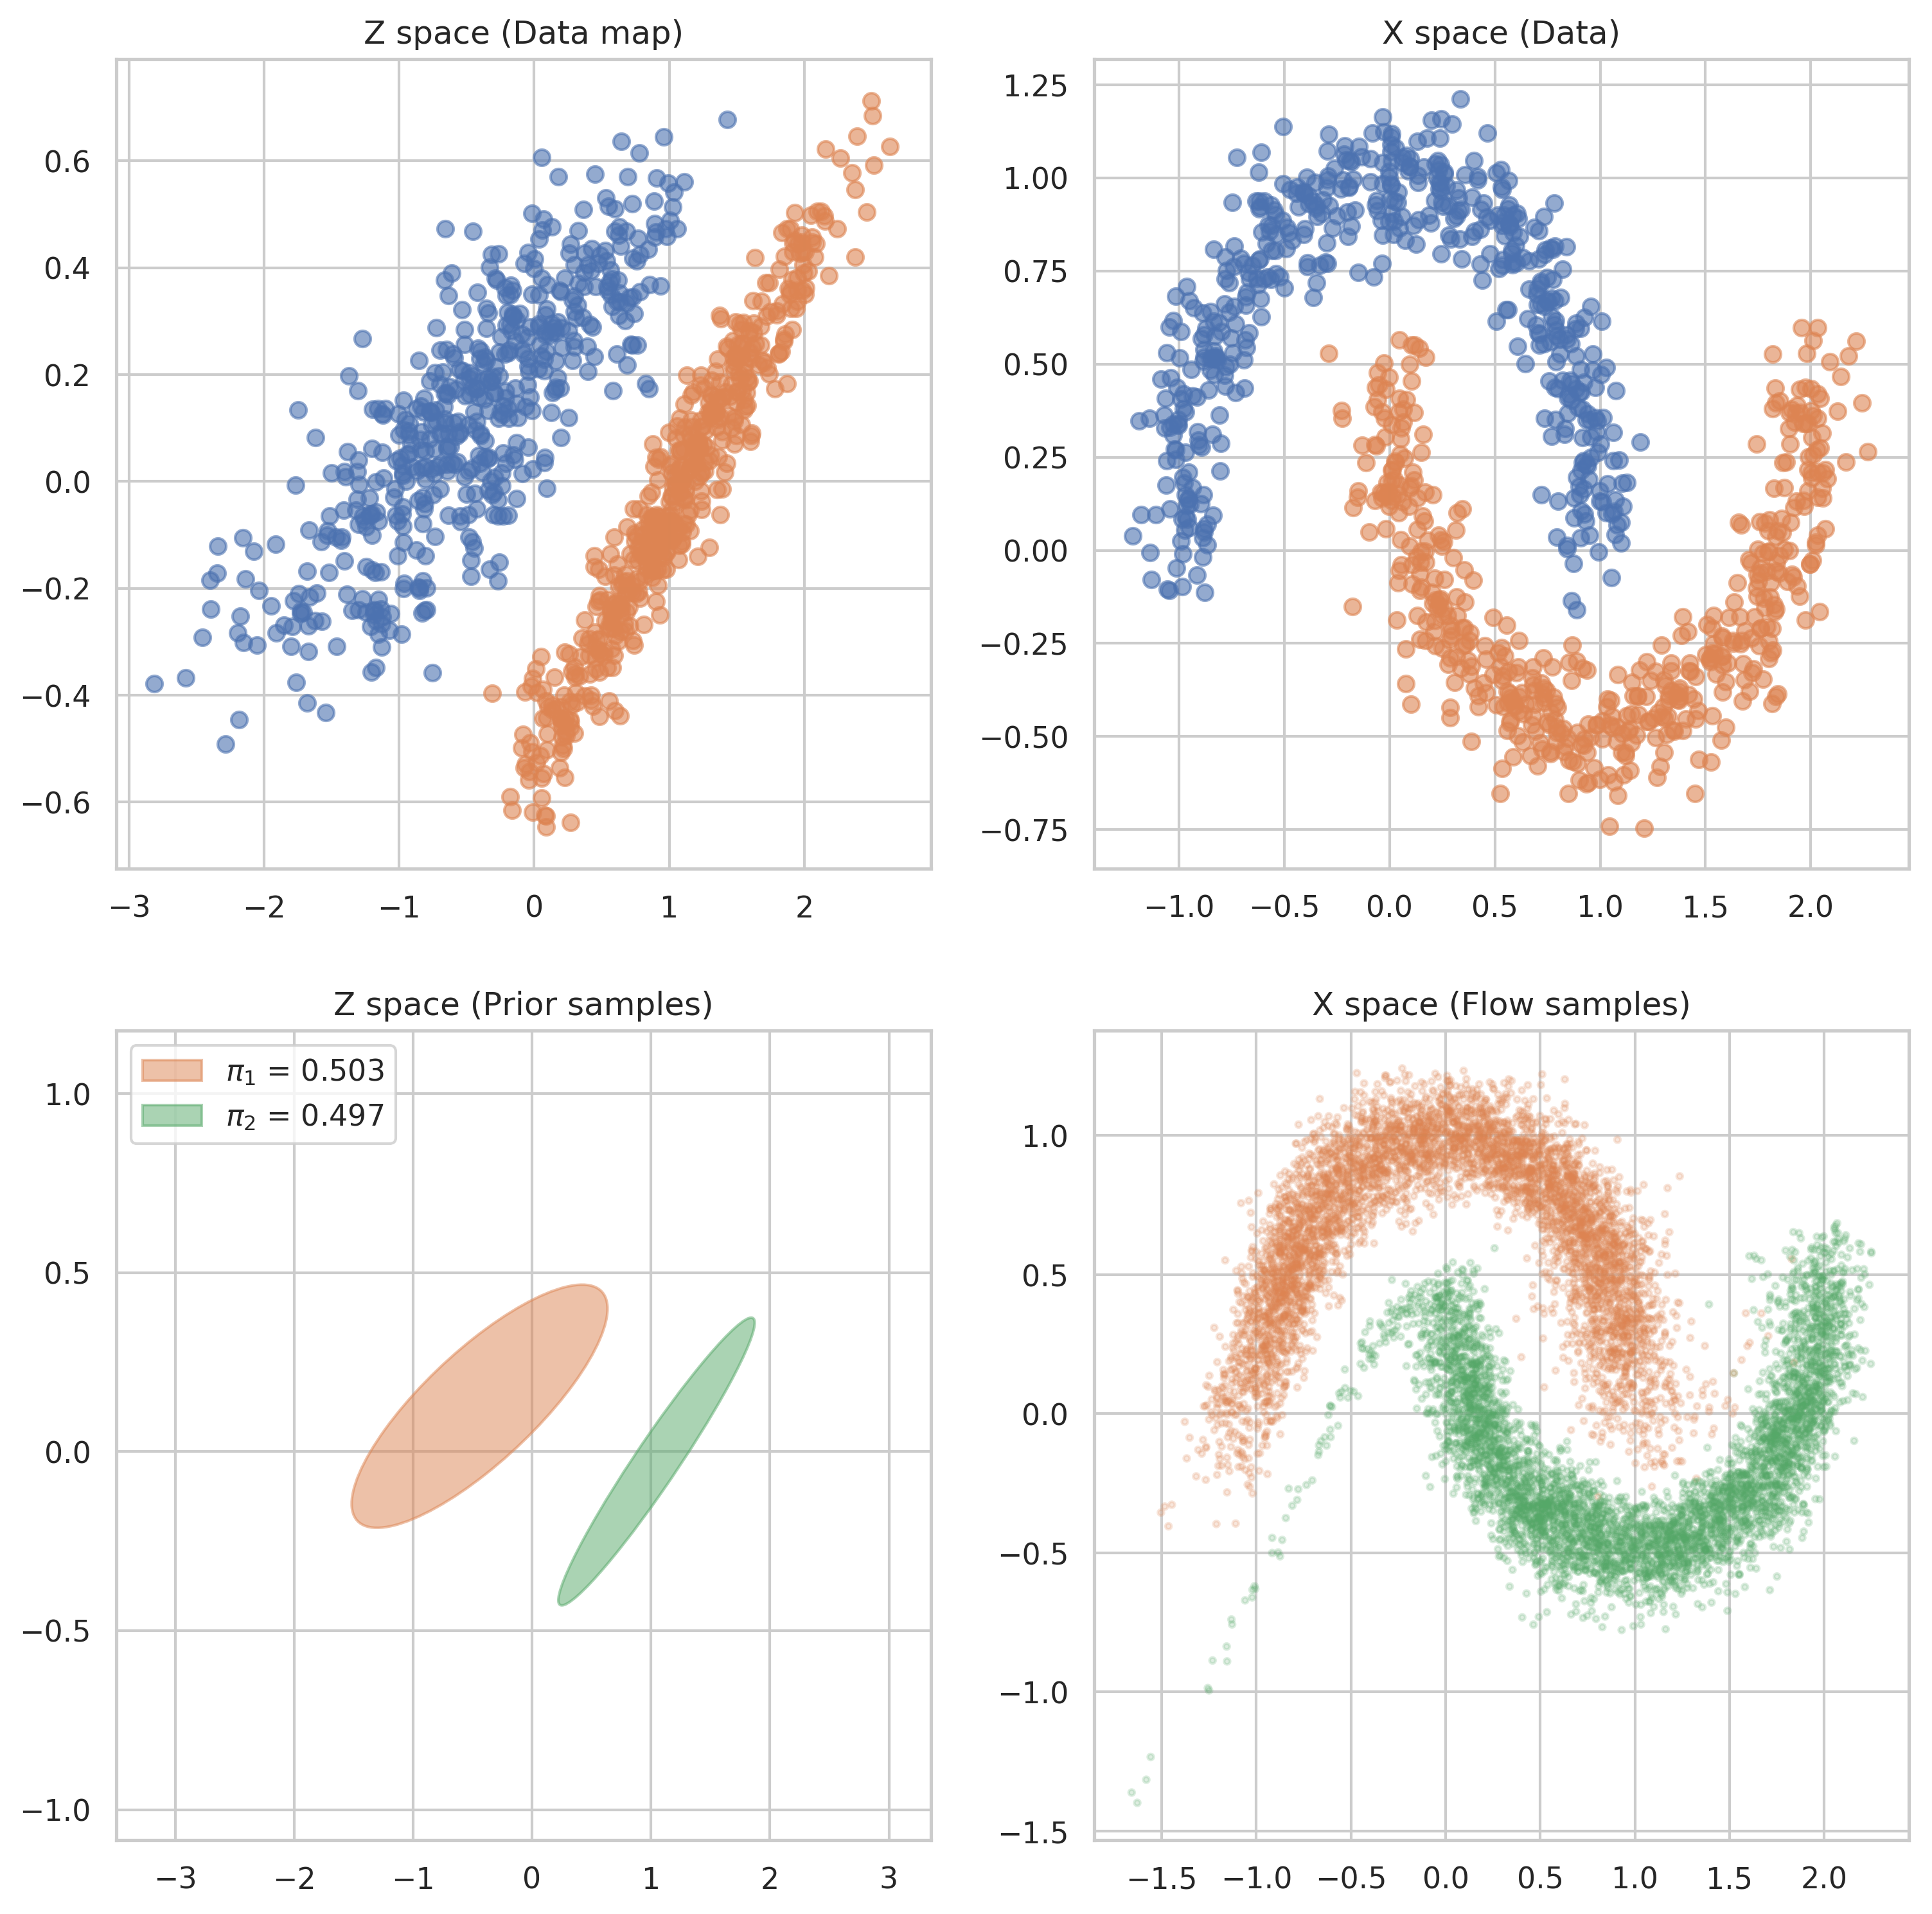 Z space (Data map)
0.6
0.4
0.2
0.0
−0.2
−0.4
−0.6
−3 −2 −1 0 1 2
X space (Data)
1.25
1.00
0.75
0.50
0.25
0.00
−0.25
−0.50
−0.75
−1.0 −0.5 0.0 0.5 1.0 1.5 2.0
Z space (Prior samples)
π₁ = 0.503
π₂ = 0.497
1.0
0.5
0.0
−0.5
−1.0
−3 −2 −1 0 1 2 3
X space (Flow samples)
1.0
0.5
0.0
−0.5
−1.0
−1.5
−1.5 −1.0 −0.5 0.0 0.5 1.0 1.5 2.0